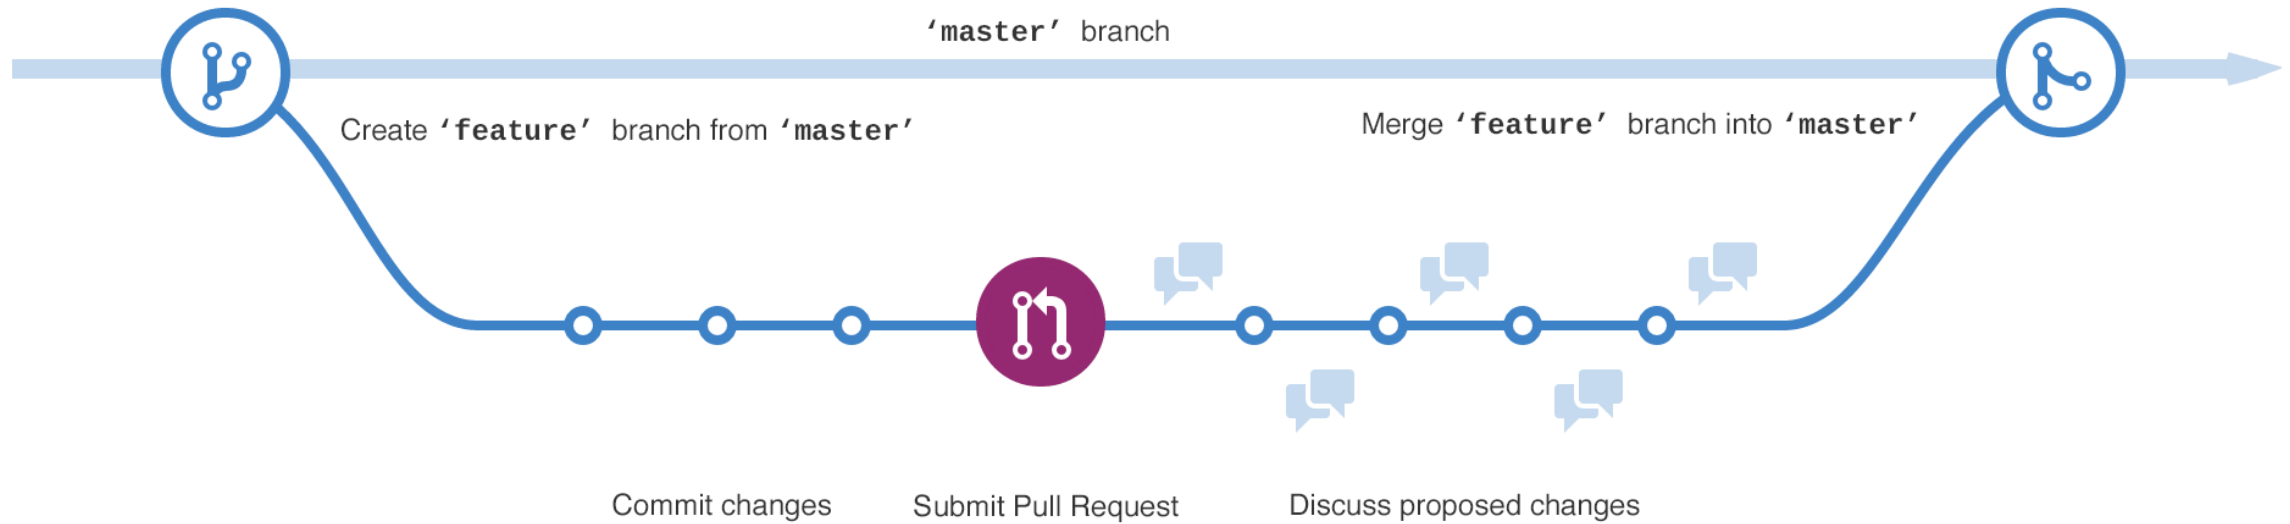 ‘master’ branch
Create ‘feature’ branch from ‘master’
Merge ‘feature’ branch into ‘master’
Commit changes
Submit Pull Request
Discuss proposed changes